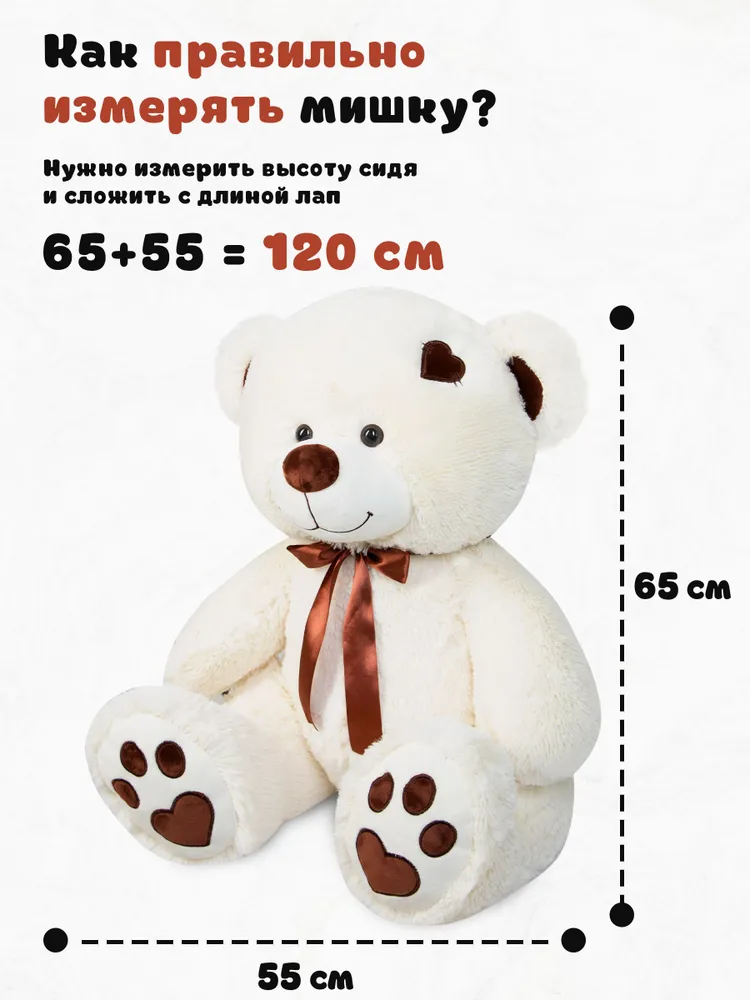 Как правильно
измерять мишку?
Нужно измерить высоту сидя
и сложить с длиной лап
65+55 = 120 см
65 см
55 см